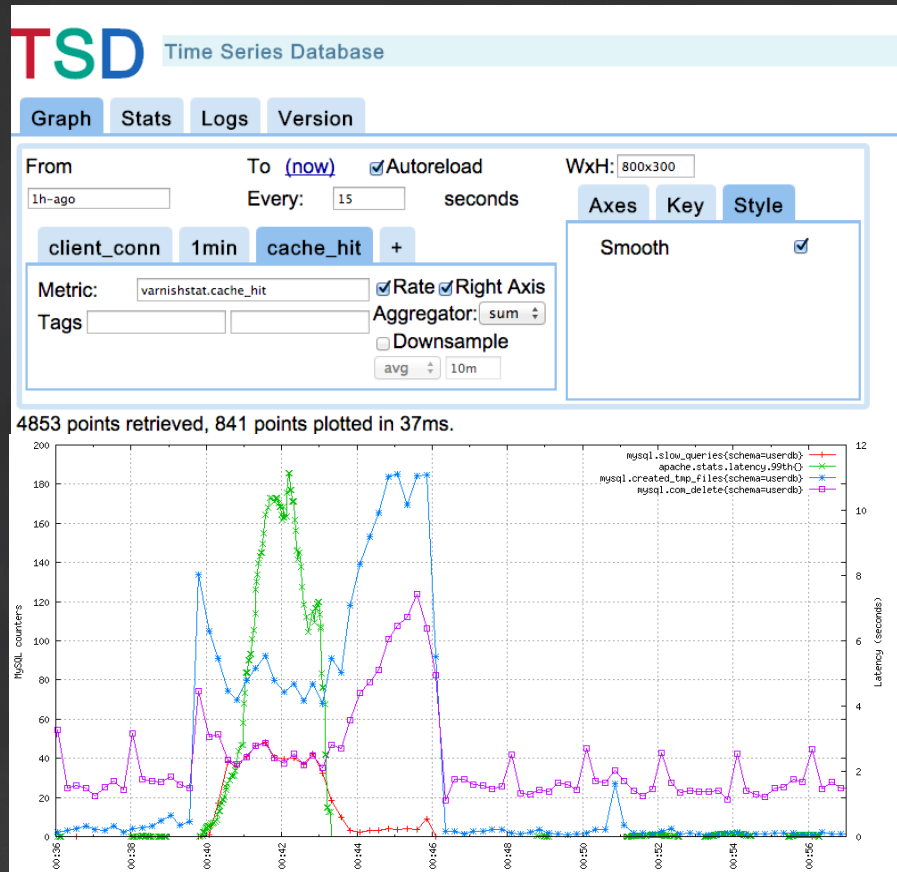 TSD Time Series Database
Graph Stats Logs Version
From To (now) Autoreload WxH: 800x300
1h-ago Every: 15 seconds
Axes Key Style
client_conn 1min cache_hit +
Smooth
Metric: varnishstat.cache_hit Rate Right Axis
Tags Aggregator: sum
Downsample
avg 10m
4853 points retrieved, 841 points plotted in 37ms.
200 12
mysql.slow_queries{schema=userdb}
apache.stats.latency.99th{}
mysql.created_tmp_files{schema=userdb}
mysql.com_delete{schema=userdb}
180
10
160
140
8
120
MySQL counters
Latency (seconds)
100
6
80
4
60
40
2
20
0 0
00:36 00:38 00:40 00:42 00:44 00:46 00:48 00:50 00:52 00:54 00:56